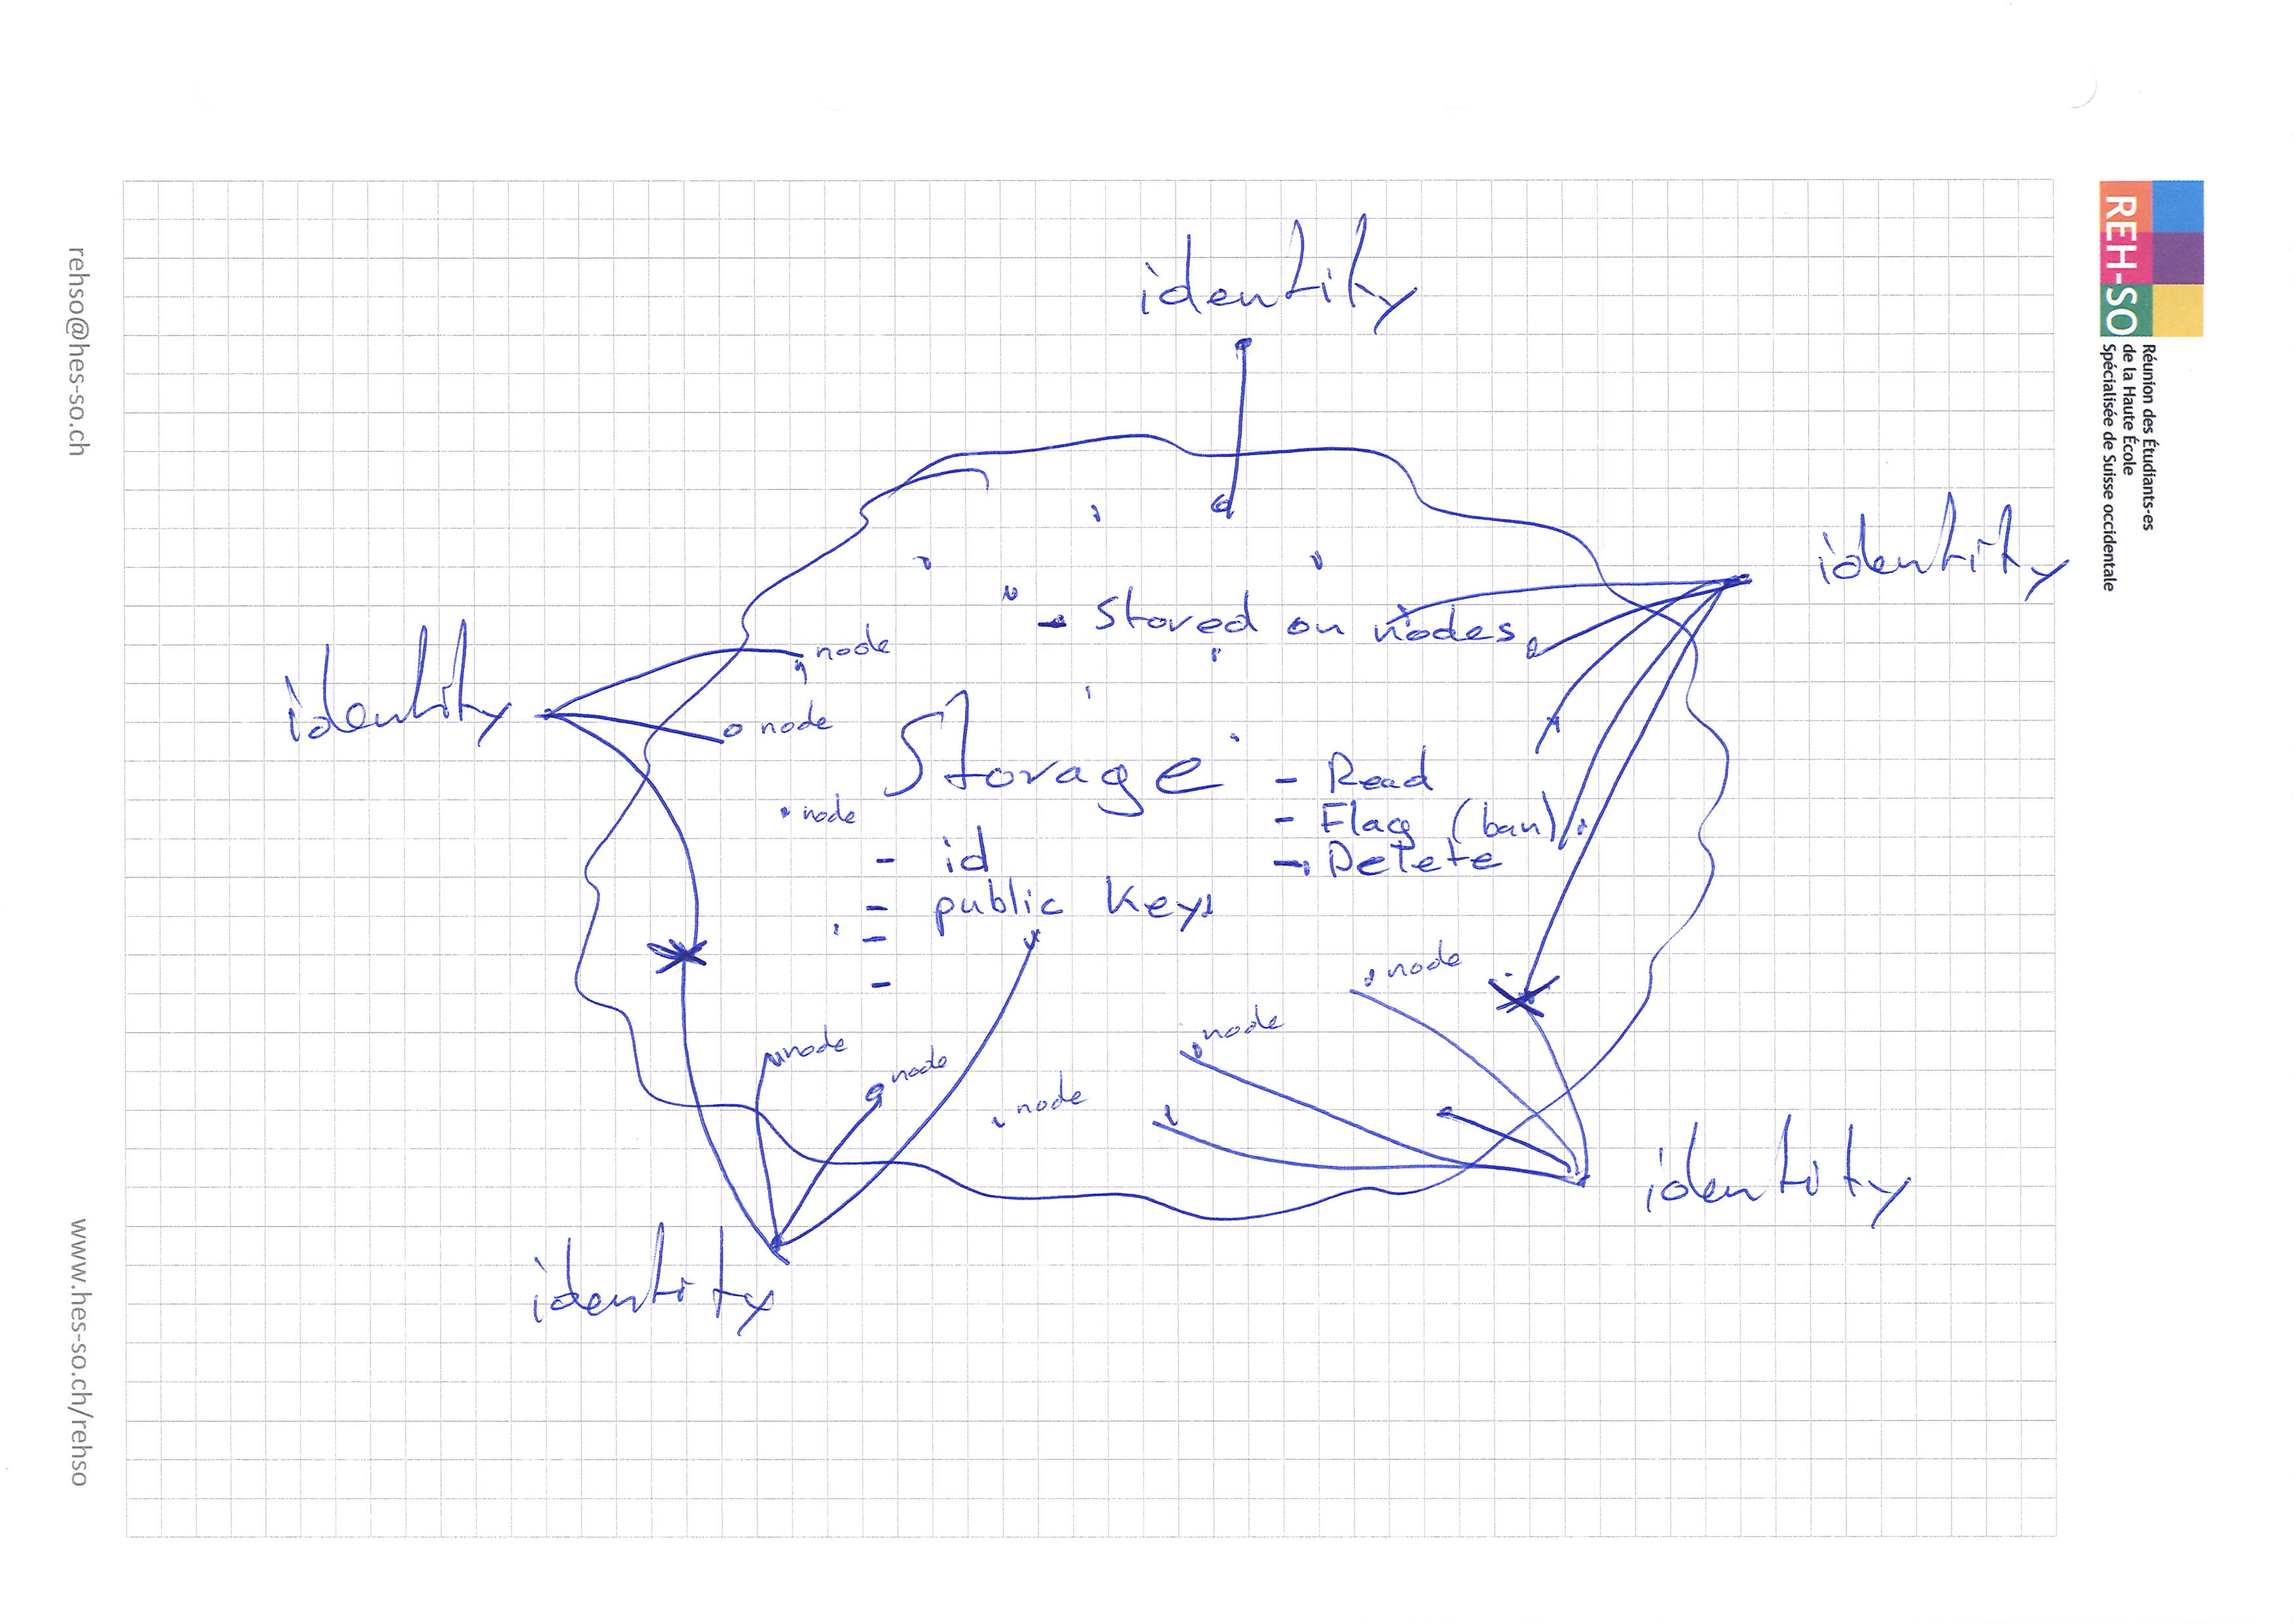 identity
identity
- Stored on nodes
node
identity
node
Storage
- Read
node
- Flag (ban)
- id
- Delete
- public key
-
-
node
node
node
node
node
identity
identity
REH-SO
Réunion des Étudiants-es
de la Haute École
Spécialisée de Suisse occidentale
rehso@hes-so.ch
www.hes-so.ch/rehso